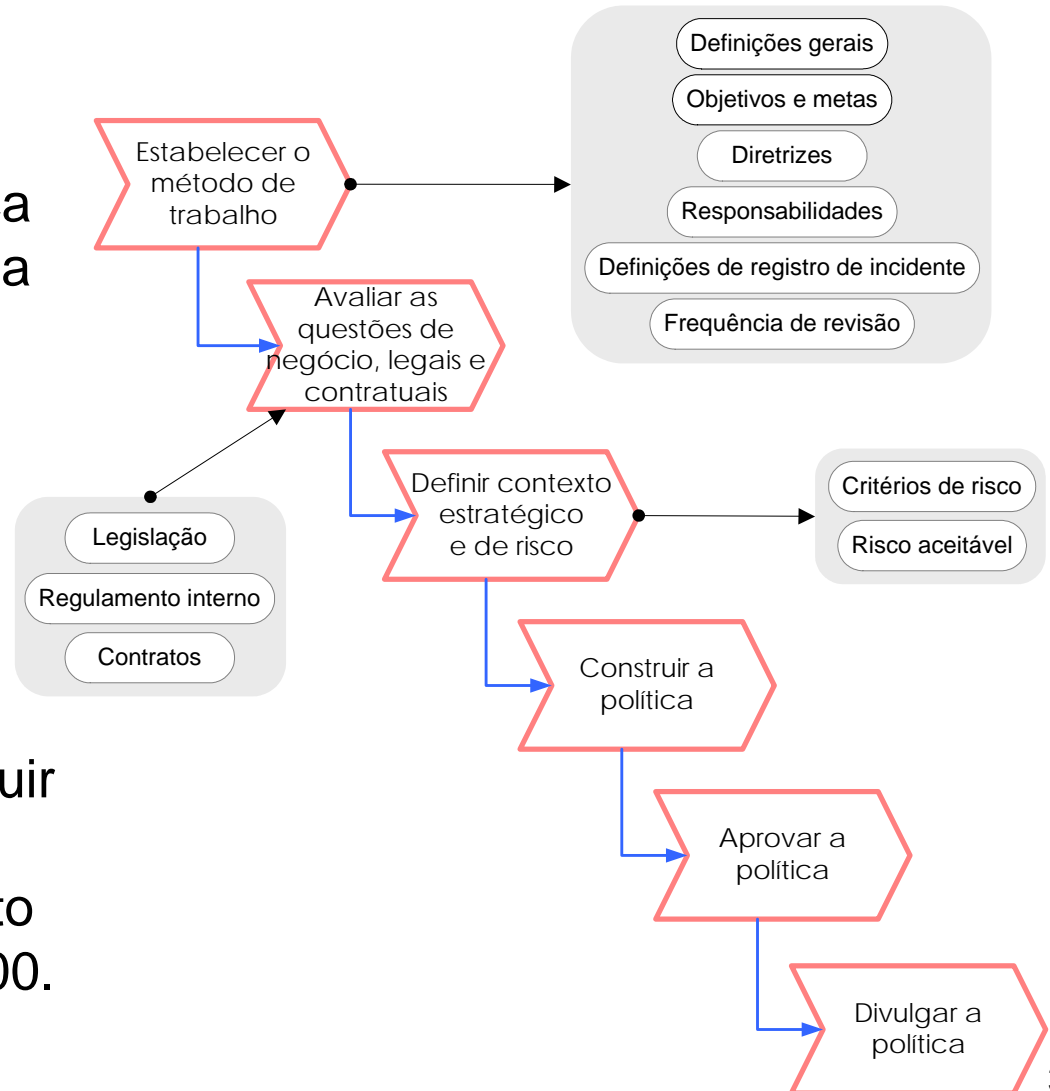 Definições gerais
Objetivos e metas
Diretrizes
Responsabilidades
Definições de registro de incidente
Frequência de revisão
Estabelecer o
método de
trabalho
a
a
Avaliar as
questões de
negócio, legais e
contratuais
Legislação
Regulamento interno
Contratos
Definir contexto
estratégico
e de risco
Critérios de risco
Risco aceitável
Construir a
política
uir
Aprovar a
política
to
00.
Divulgar a
política